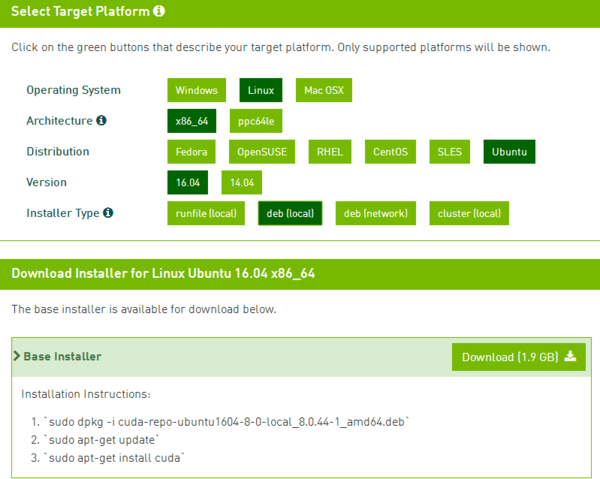 Select Target Platform
Click on the green buttons that describe your target platform. Only supported platforms will be shown.
Operating System Windows Linux Mac OSX
Architecture x86_64 ppc64le
Distribution Fedora OpenSUSE RHEL CentOS SLES Ubuntu
Version 16.04 14.04
Installer Type runfile (local) deb (local) deb (network) cluster (local)
Download Installer for Linux Ubuntu 16.04 x86_64
The base installer is available for download below.
Base Installer Download (1.9 GB)
Installation Instructions:
1. `sudo dpkg -i cuda-repo-ubuntu1604-8-0-local_8.0.44-1_amd64.deb`
2. `sudo apt-get update`
3. `sudo apt-get install cuda`